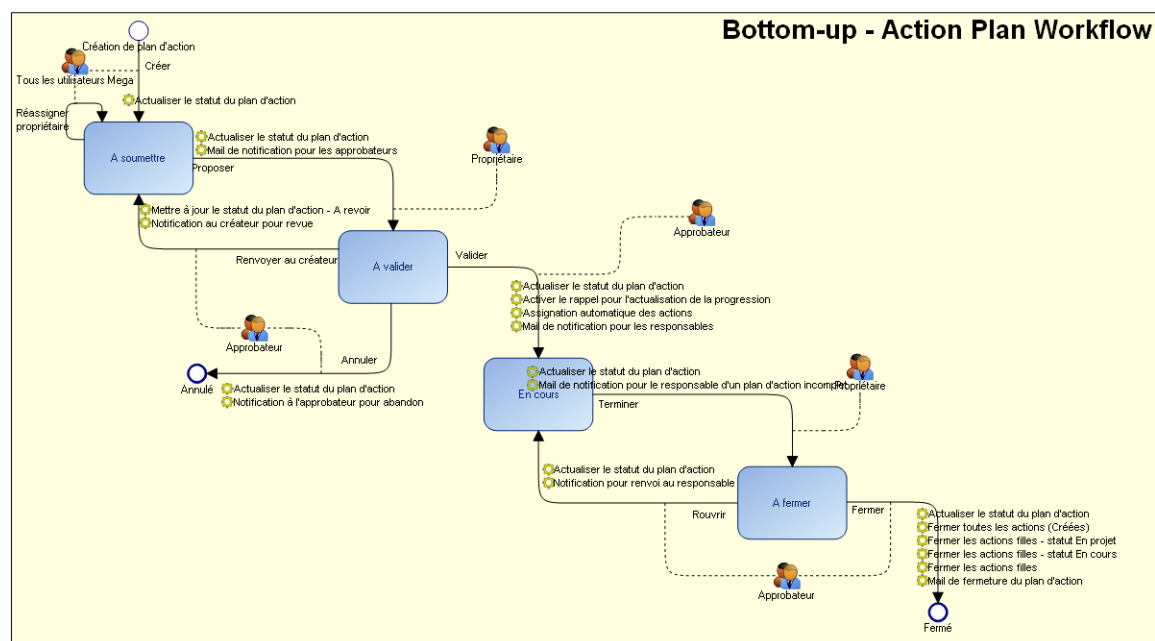 Bottom-up - Action Plan Workflow
Création de plan d'action
Créer
Tous les utilisateurs Mega
Actualiser le statut du plan d'action
Réassigner
propriétaire
Actualiser le statut du plan d'action
Mail de notification pour les approbateurs
A soumettre
Proposer
Propriétaire
Mettre à jour le statut du plan d'action - A revoir
Notification au créateur pour revue
Approbateur
Renvoyer au créateur
A valider
Valider
Actualiser le statut du plan d'action
Activer le rappel pour l'actualisation de la progression
Assignation automatique des actions
Mail de notification pour les responsables
Approbateur
Annuler
Annulé
Actualiser le statut du plan d'action
Notification à l'approbateur pour abandon
Actualiser le statut du plan d'action
Mail de notification pour le responsable d'un plan d'action incomplet
Propriétaire
En cours
Terminer
Actualiser le statut du plan d'action
Notification pour renvoi au responsable
A fermer
Rouvrir
Fermer
Actualiser le statut du plan d'action
Fermer toutes les actions (Créées)
Fermer les actions filles - statut En projet
Fermer les actions filles - statut En cours
Fermer les actions filles
Mail de fermeture du plan d'action
Approbateur
Fermé